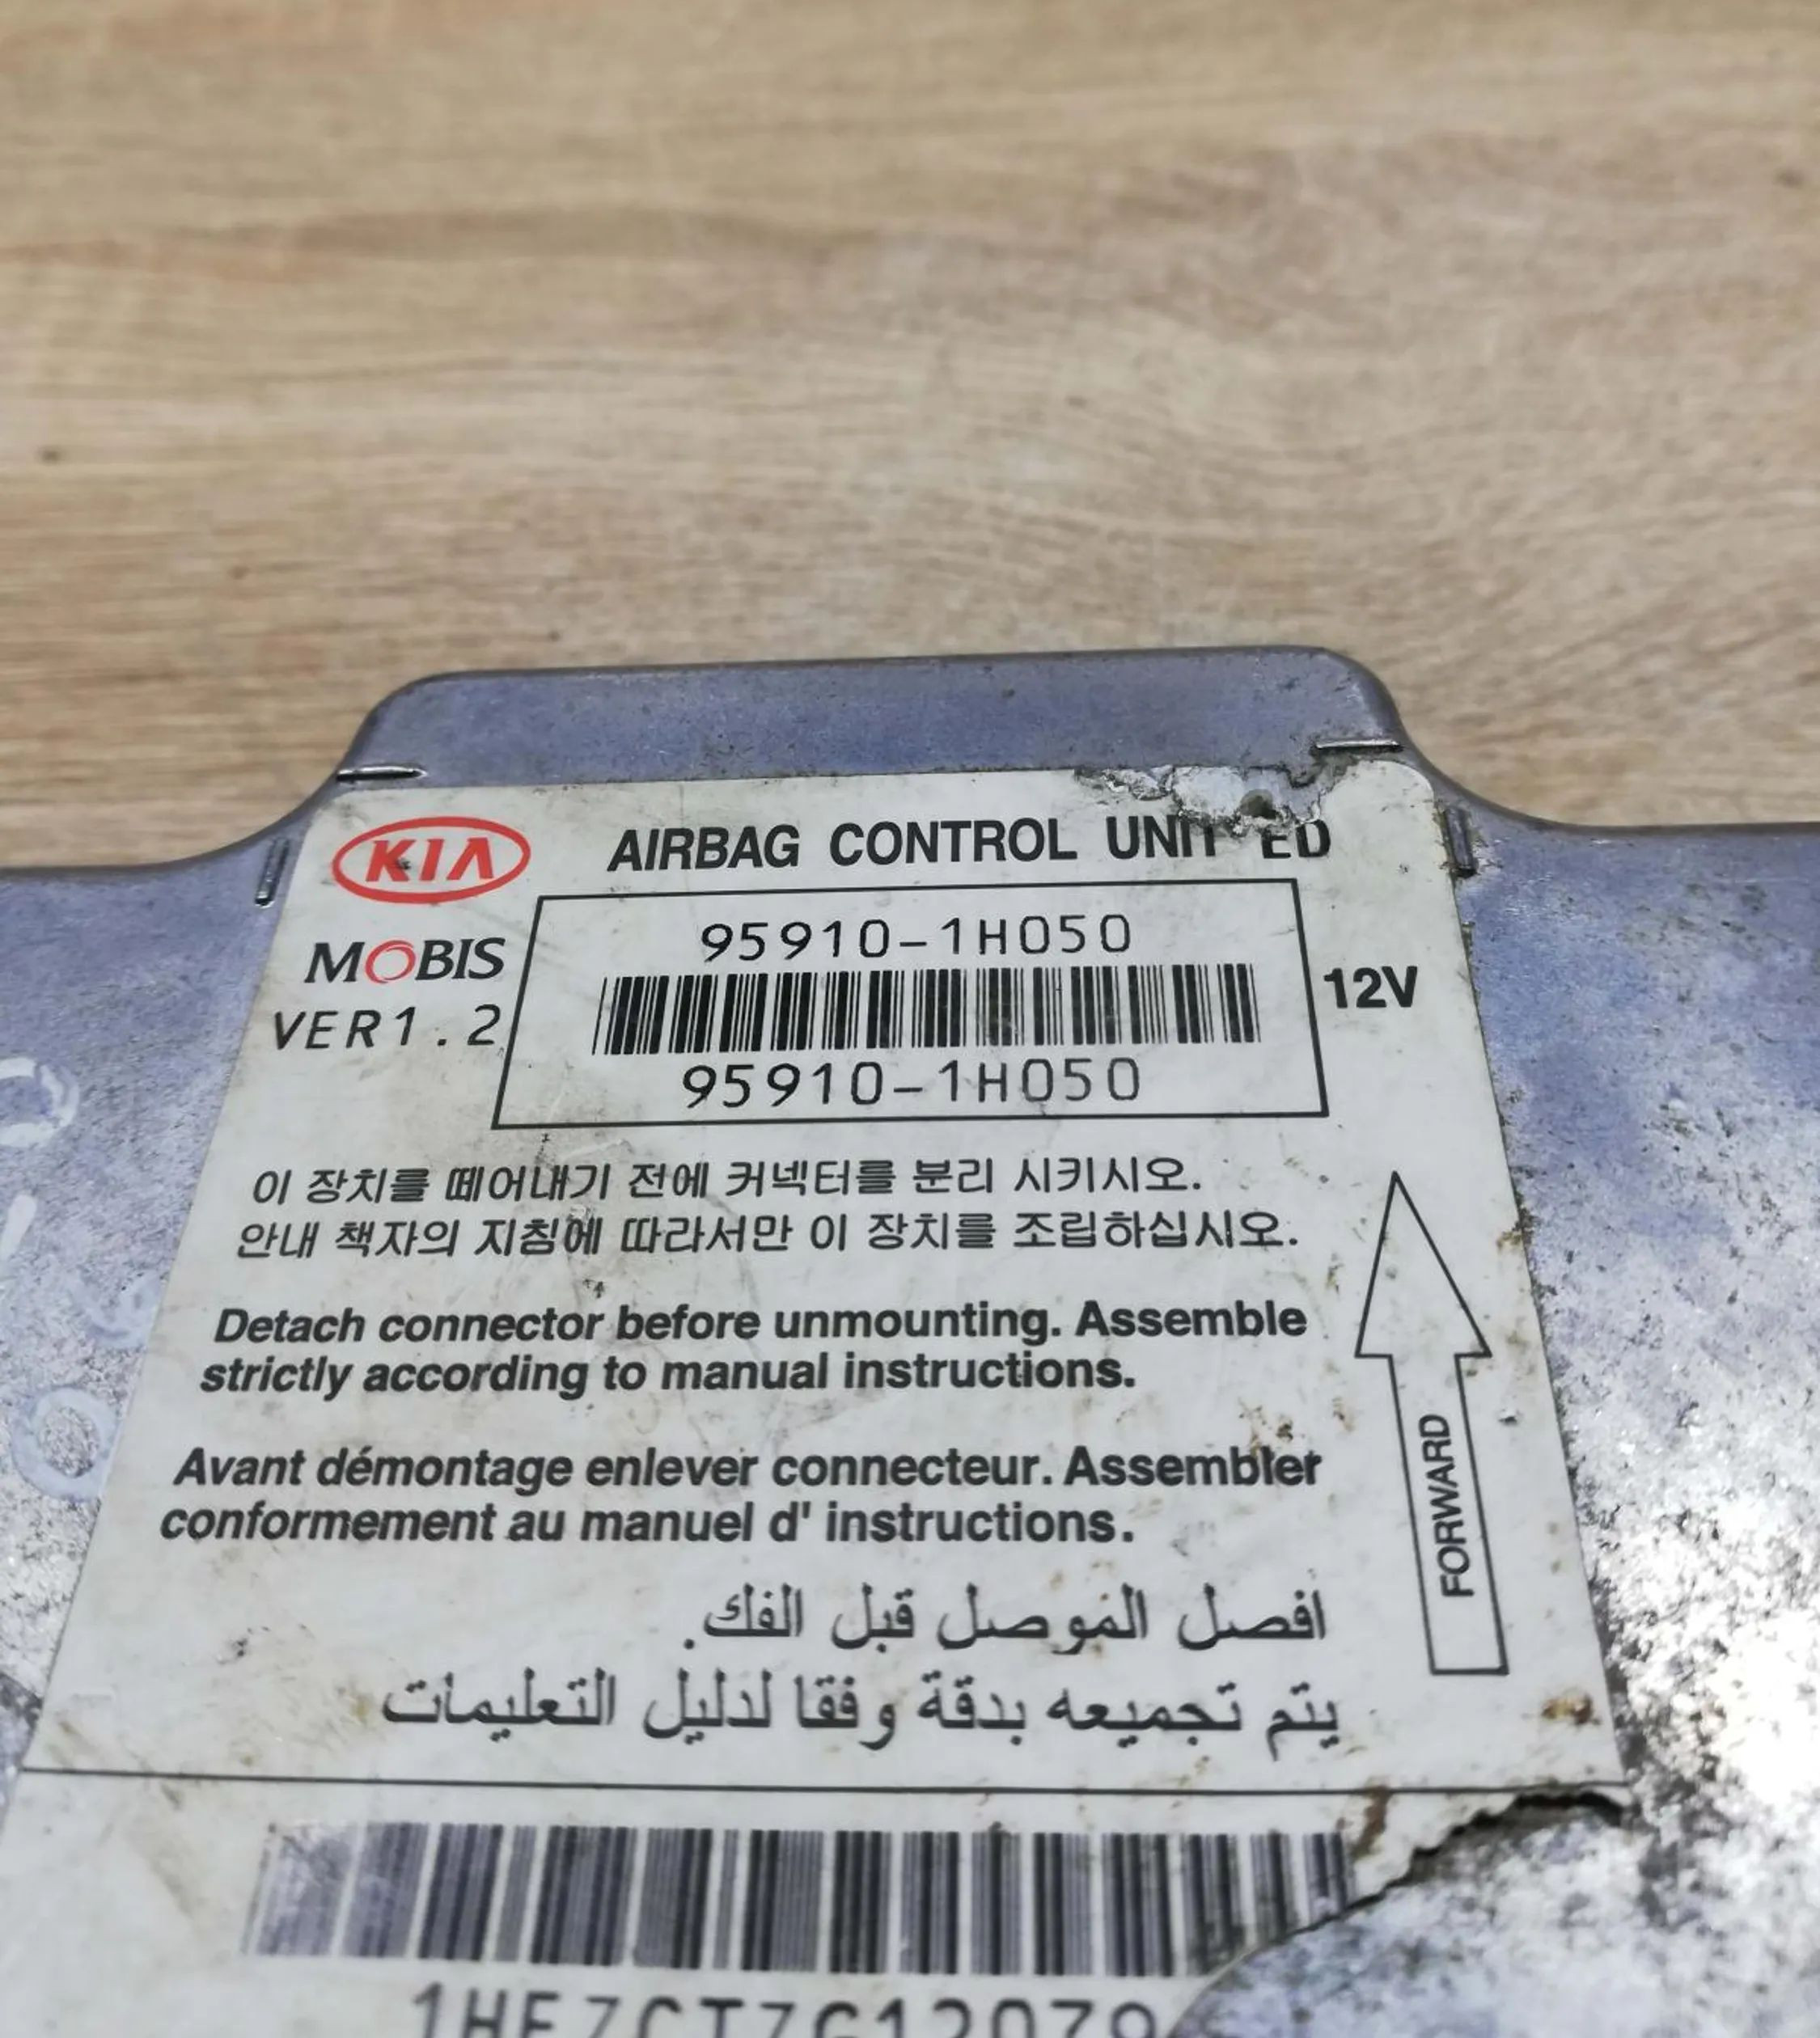 KIA
AIRBAG CONTROL UNIT ED
MOBIS
VER1.2
95910-1H050
95910-1H050
12V
이 장치를 떼어내기 전에 커넥터를 분리 시키시오.
안내 책자의 지침에 따라서만 이 장치를 조립하십시오.
Detach connector before unmounting. Assemble
strictly according to manual instructions.
Avant démontage enlever connecteur. Assembler
conformement au manuel d' instructions.
افصل الموصل قبل الفك.
يتم تجميعه بدقة وفقا لدليل التعليمات
FORWARD